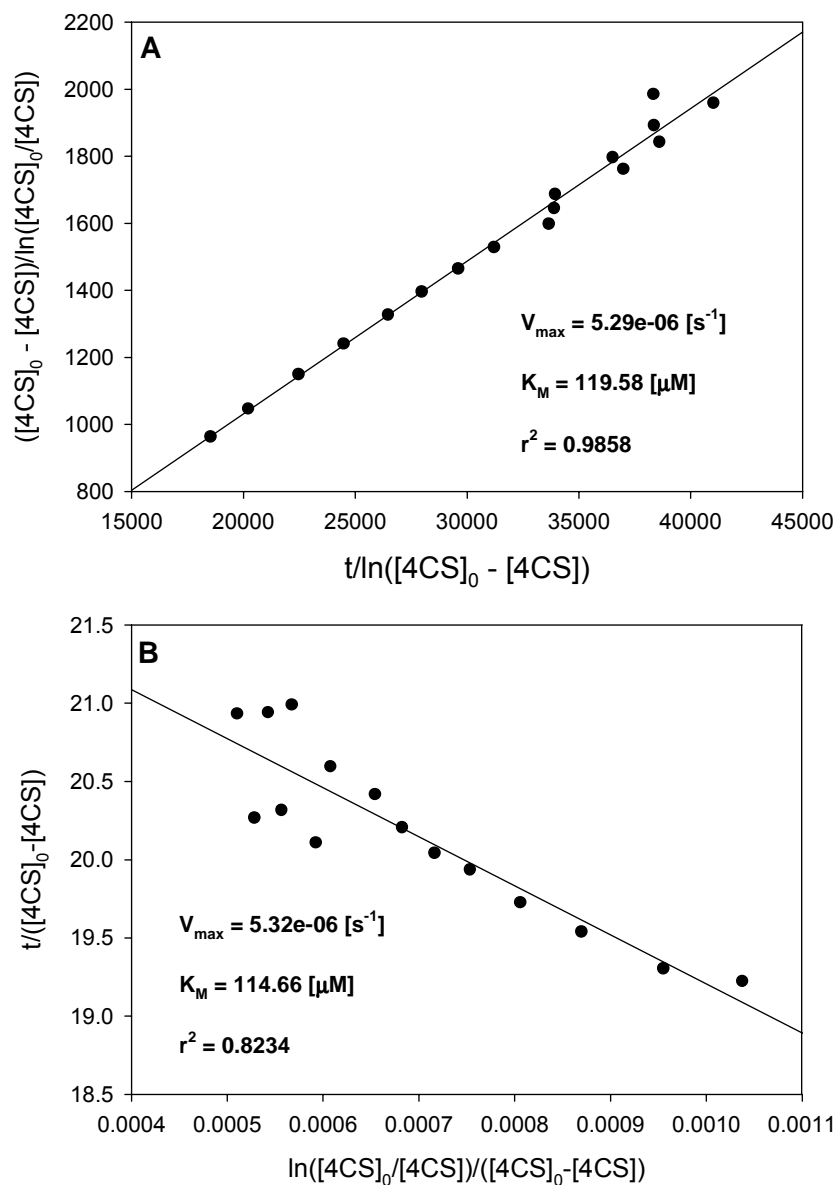 A
2200
2000
1800
1600
1400
1200
1000
800
([4CS]₀ - [4CS])/ln([4CS]₀/[4CS])
V_max = 5.29e-06 [s⁻¹]
K_M = 119.58 [μM]
r² = 0.9858
15000 20000 25000 30000 35000 40000 45000
t/ln([4CS]₀ - [4CS])
B
21.5
21.0
20.5
20.0
19.5
19.0
18.5
t/([4CS]₀-[4CS])
V_max = 5.32e-06 [s⁻¹]
K_M = 114.66 [μM]
r² = 0.8234
0.0004 0.0005 0.0006 0.0007 0.0008 0.0009 0.0010 0.0011
ln([4CS]₀/[4CS])/([4CS]₀-[4CS])